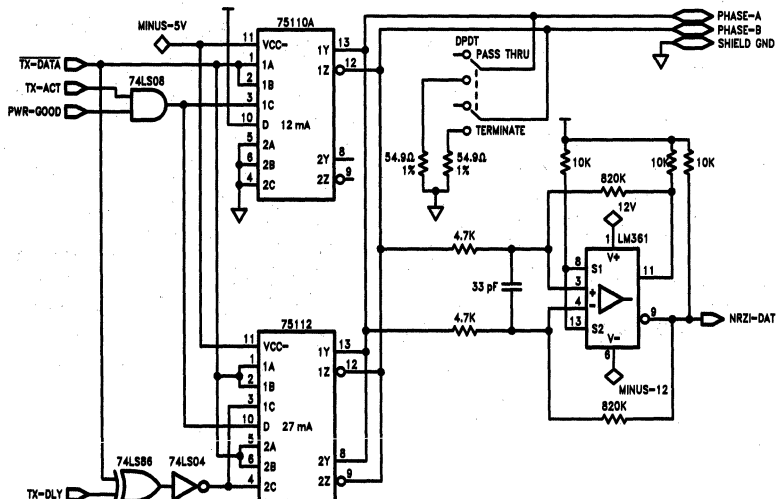 75110A
MINUS-5V
11 VCC- 1Y 13
1 1A 1Z 12
2 1B
3 1C
10 D 12 mA
5 2A
6 2B 2Y 8
4 2C 2Z 9
TX-DATA
TX-ACT
PWR-GOOD
74LS08
DPDT
PASS THRU
TERMINATE
54.9Ω
1%
54.9Ω
1%
PHASE-A
PHASE-B
SHIELD GND
10K
10K
10K
820K
12V
1 LM361
V+
8 S1
11
3 +
4 -
13 S2
9
V-
6
MINUS-12
820K
NRZI-DAT
4.7K
33 pF
4.7K
75112
11 VCC- 1Y 13
1 1A 1Z 12
2 1B
3 1C
10 D 27 mA
5 2A
6 2B 2Y 8
4 2C 2Z 9
74LS86
74LS04
TX-DLY